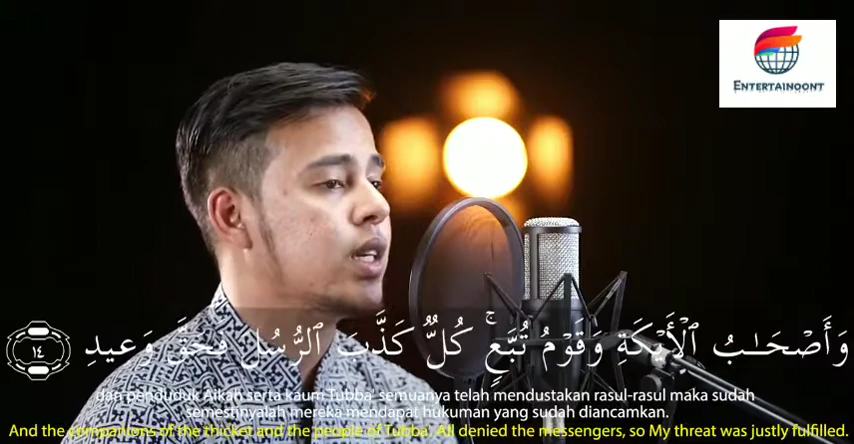 ENTERTAINOONT
وَأَصْحَـٰبُ ٱلْأَيْكَةِ وَقَوْمُ تُبَّعٍ ۚ كُلٌّ كَذَّبَ ٱلرُّسُلَ فَحَقَّ وَعِيدِ ١٤
dan penduduk Aikah serta kaum Tubba' semuanya telah mendustakan rasul-rasul maka sudah
semestinyalah mereka mendapat hukuman yang sudah diancamkan.
And the companions of the thicket and the people of Tubba'. All denied the messengers, so My threat was justly fulfilled.